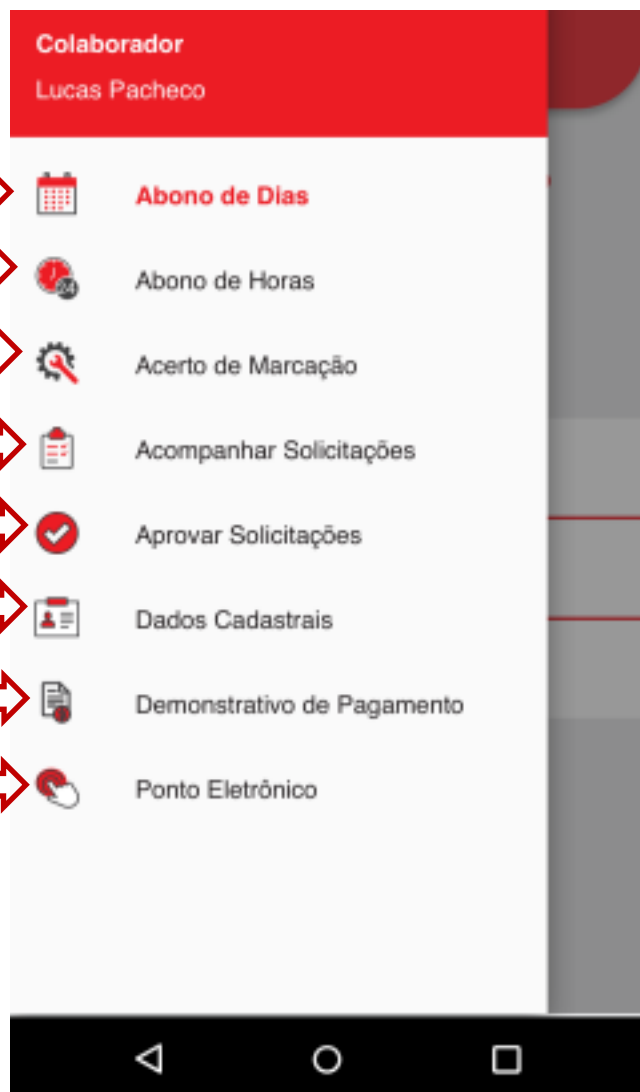 Colaborador
Lucas Pacheco
Abono de Dias
Abono de Horas
Acerto de Marcação
Acompanhar Solicitações
Aprovar Solicitações
Dados Cadastrais
Demonstrativo de Pagamento
Ponto Eletrônico